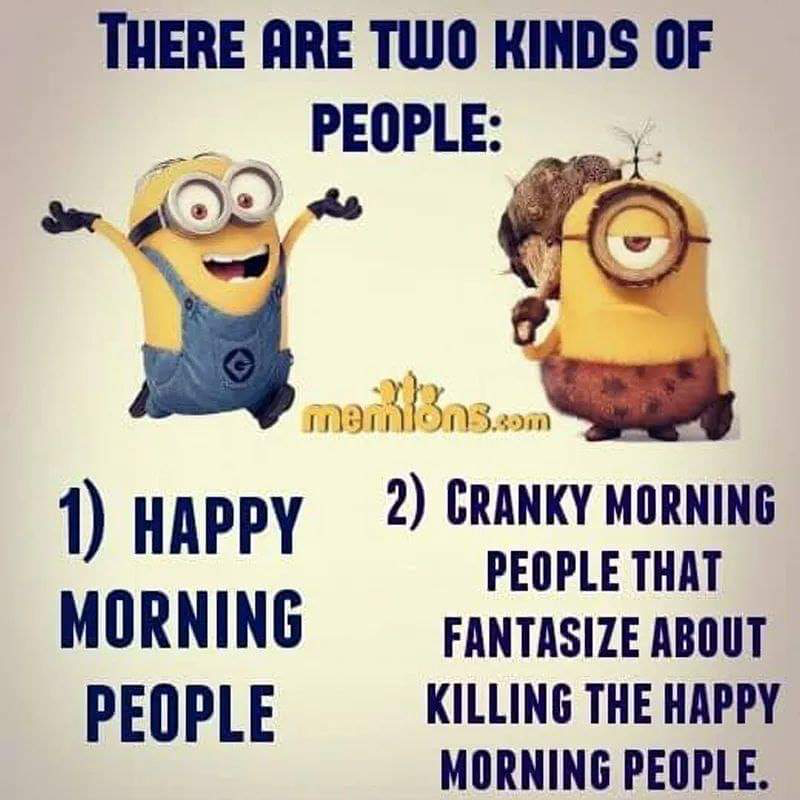 THERE ARE TWO KINDS OF
PEOPLE:
memions.com
1) HAPPY
MORNING
PEOPLE
2) CRANKY MORNING
PEOPLE THAT
FANTASIZE ABOUT
KILLING THE HAPPY
MORNING PEOPLE.